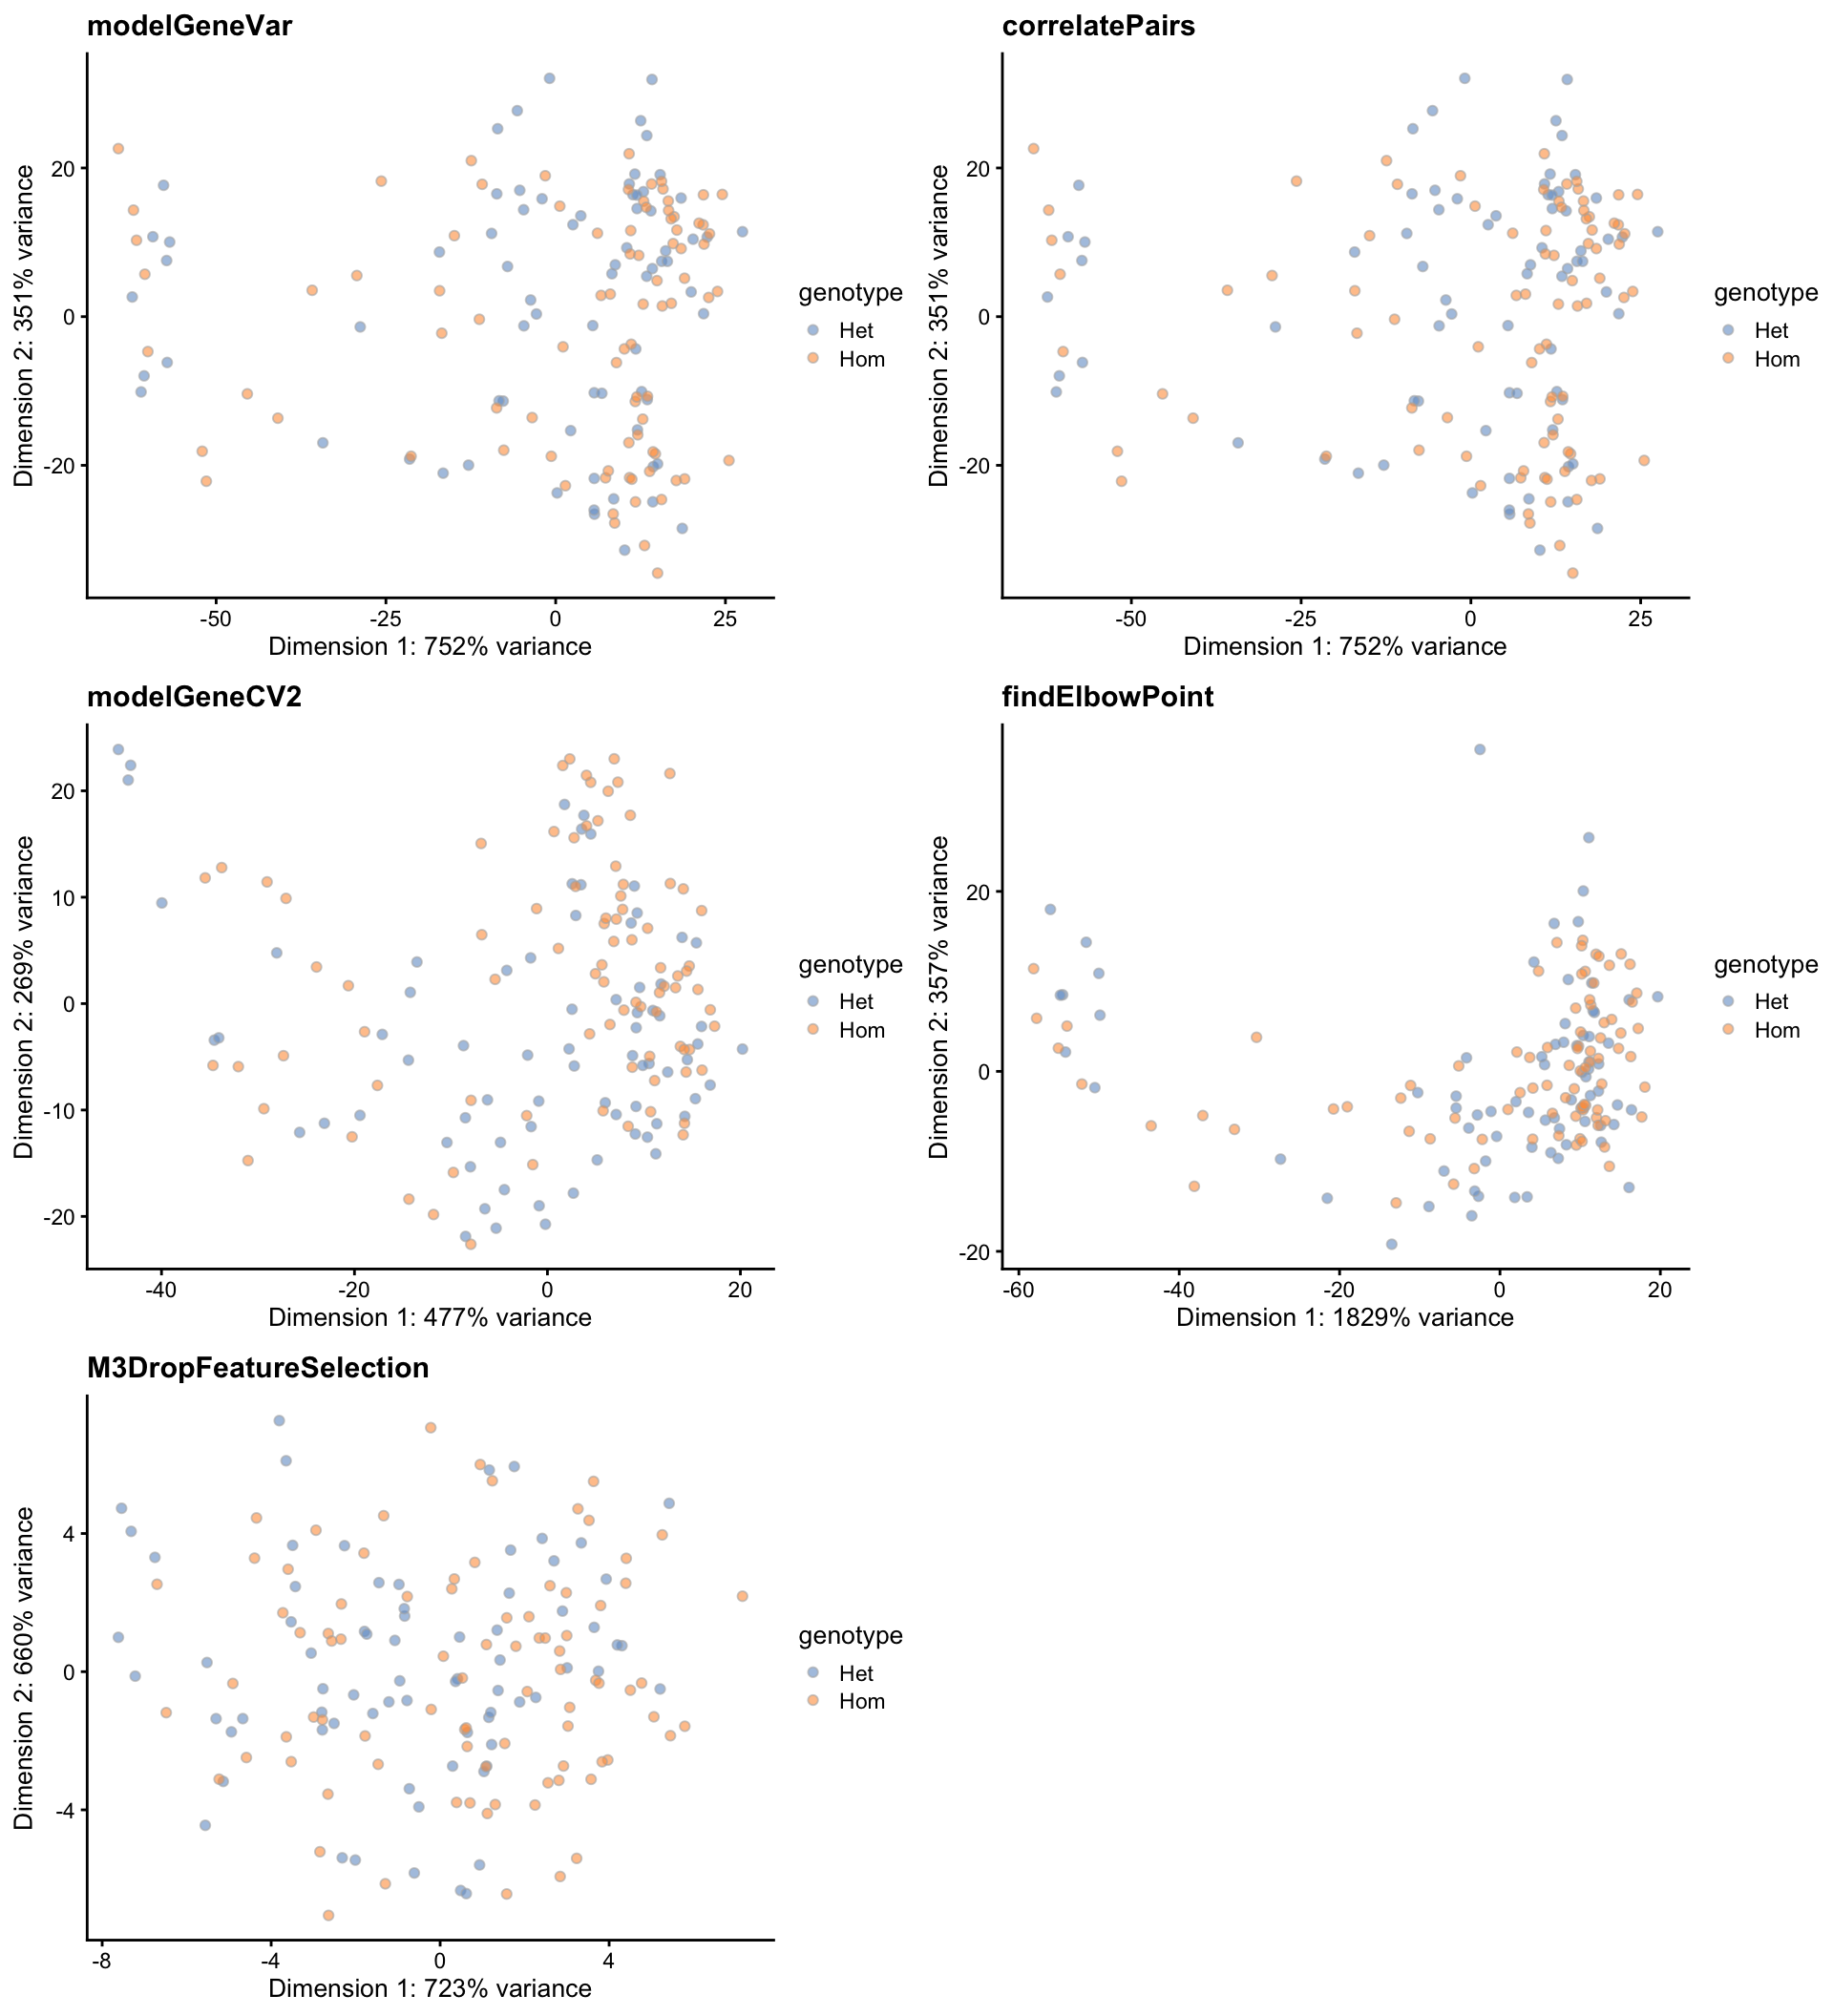 modelGeneVar
20
0
-20
Dimension 2: 351% variance
-50
-25
0
25
Dimension 1: 752% variance
genotype
Het
Hom
correlatePairs
20
0
-20
Dimension 2: 351% variance
-50
-25
0
25
Dimension 1: 752% variance
genotype
Het
Hom
modelGeneCV2
20
10
0
-10
-20
Dimension 2: 269% variance
-40
-20
0
20
Dimension 1: 477% variance
genotype
Het
Hom
findElbowPoint
20
0
-20
Dimension 2: 357% variance
-60
-40
-20
0
20
Dimension 1: 1829% variance
genotype
Het
Hom
M3DropFeatureSelection
4
0
-4
Dimension 2: 660% variance
-8
-4
0
4
Dimension 1: 723% variance
genotype
Het
Hom